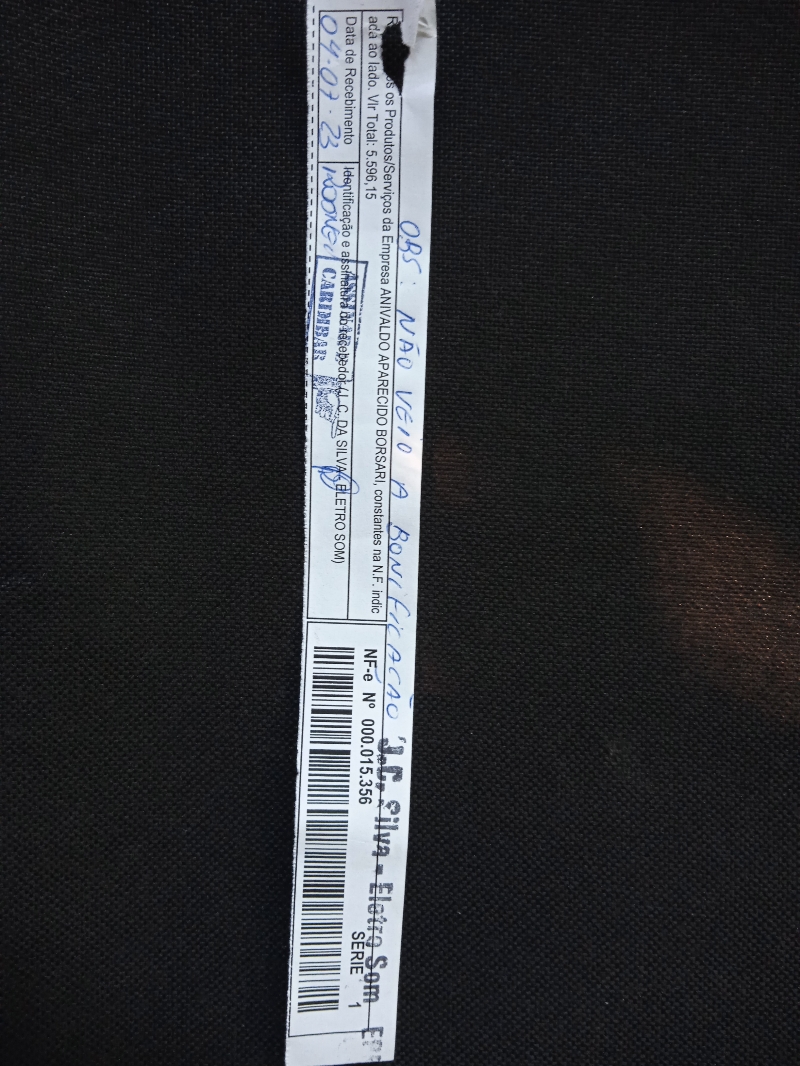 OBS: NÃO VEIO A BONIFICAÇÃO
os Produtos/Serviços da Empresa ANIVALDO APARECIDO BORSARI, constantes na N.F. indic
ada ao lado. Vlr Total: 5.596,15
Data de Recebimento
04.07.23
Identificação e assinatura do recebedor (J. C. DA SILVA - ELETRO SOM)
CARIMBAR
NF-e Nº 000.015.356
SERIE 1
J.C. Silva - Eletro Som